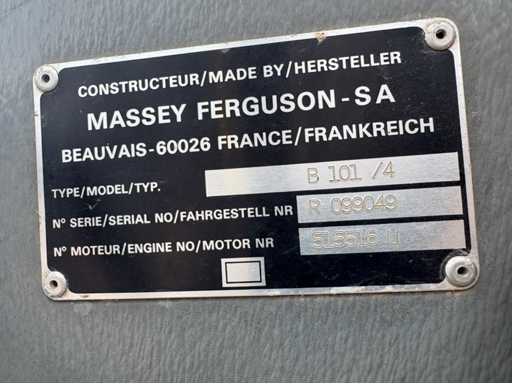 CONSTRUCTEUR/MADE BY/HERSTELLER
MASSEY FERGUSON-SA
BEAUVAIS-60026 FRANCE/FRANKREICH
TYPE/MODEL/TYP. B 101 /4
N° SERIE/SERIAL NO/FAHRGESTELL NR R 099049
N° MOTEUR/ENGINE NO/MOTOR NR